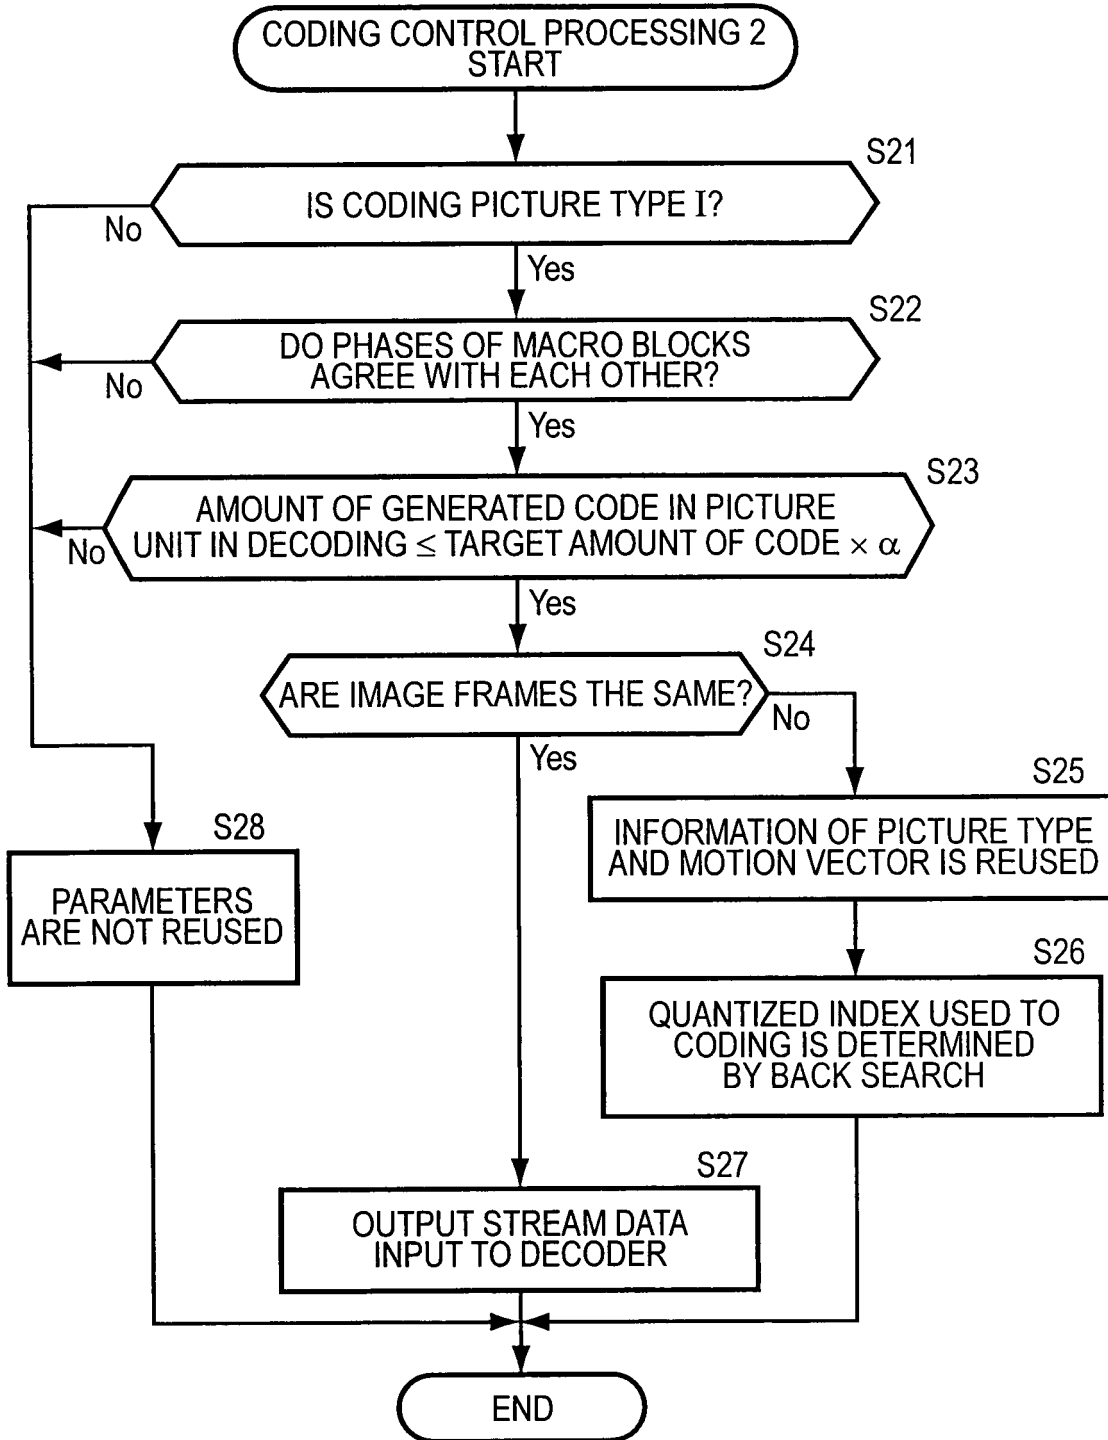 CODING CONTROL PROCESSING 2
START
S21
IS CODING PICTURE TYPE I?
No
Yes
S22
DO PHASES OF MACRO BLOCKS
AGREE WITH EACH OTHER?
No
Yes
S23
AMOUNT OF GENERATED CODE IN PICTURE
UNIT IN DECODING ≤ TARGET AMOUNT OF CODE × α
No
Yes
S24
ARE IMAGE FRAMES THE SAME?
No
Yes
S25
INFORMATION OF PICTURE TYPE
AND MOTION VECTOR IS REUSED
S28
PARAMETERS
ARE NOT REUSED
S26
QUANTIZED INDEX USED TO
CODING IS DETERMINED
BY BACK SEARCH
S27
OUTPUT STREAM DATA
INPUT TO DECODER
END